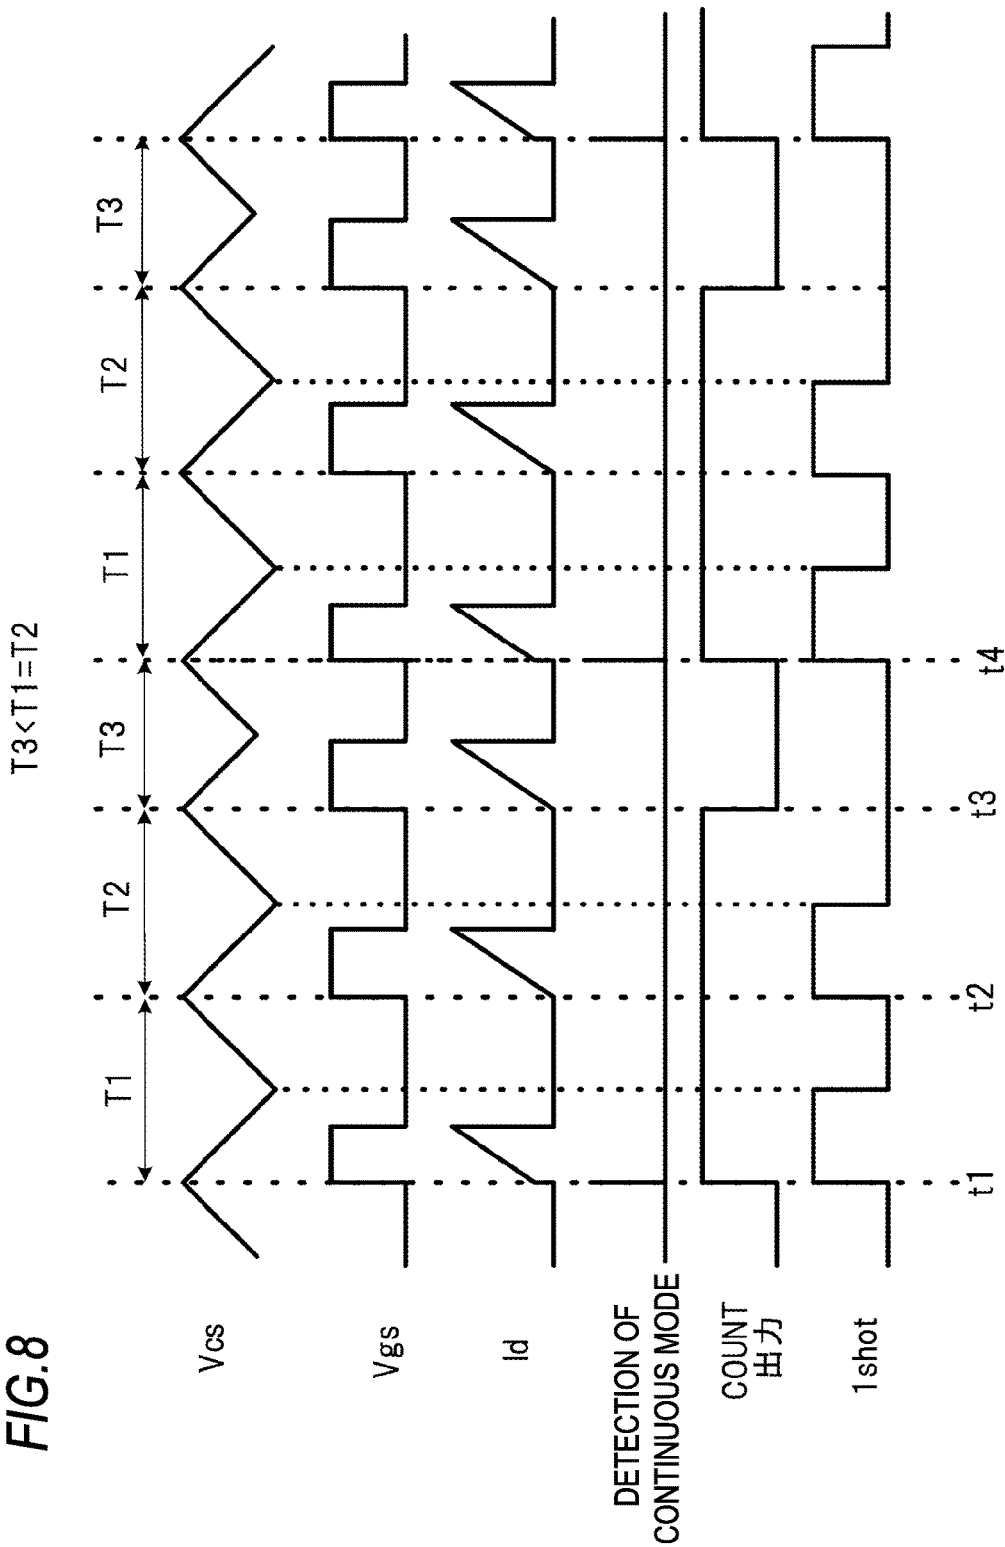 FIG.8
T3<T1=T2
T1
T2
T3
T1
T2
T3
Vcs
Vgs
Id
DETECTION OF
CONTINUOUS MODE
COUNT
出力
1shot
t1
t2
t3
t4